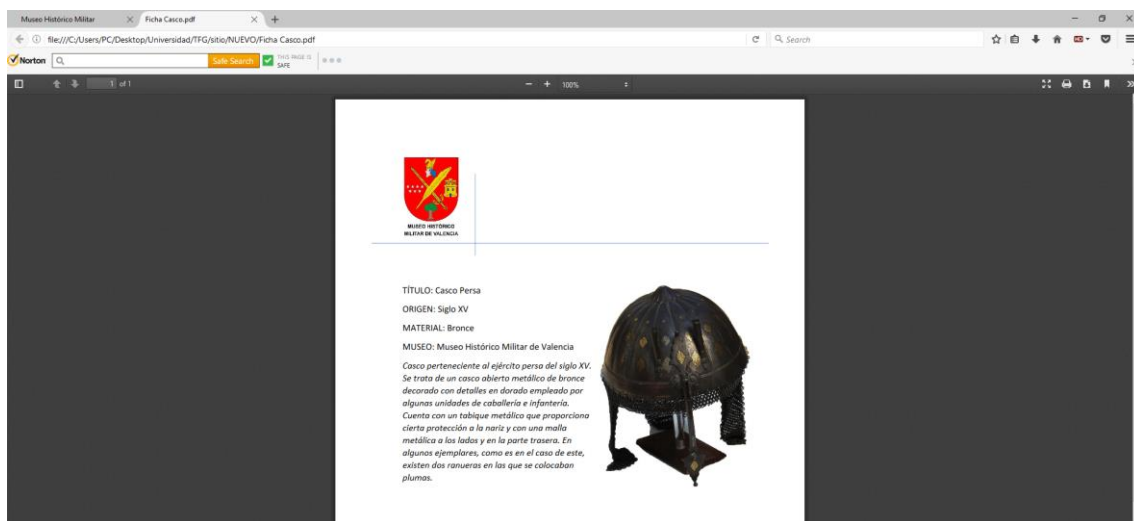 Museo Histórico Militar
Ficha Casco.pdf
file:///C:/Users/PC/Desktop/Universidad/TFG/sitio/NUEVO/Ficha Casco.pdf
Search
Norton
Safe Search
THIS PAGE IS
SAFE
1 of 1
100%
MUSEO HISTÓRICO
MILITAR DE VALENCIA
TÍTULO: Casco Persa
ORIGEN: Siglo XV
MATERIAL: Bronce
MUSEO: Museo Histórico Militar de Valencia
Casco perteneciente al ejército persa del siglo XV.
Se trata de un casco abierto metálico de bronce
decorado con detalles en dorado empleado por
algunas unidades de caballería e infantería.
Cuenta con un tabique metálico que proporciona
cierta protección a la nariz y con una malla
metálica a los lados y en la parte trasera. En
algunos ejemplares, como es en el caso de este,
existen dos ranueras en las que se colocaban
plumas.